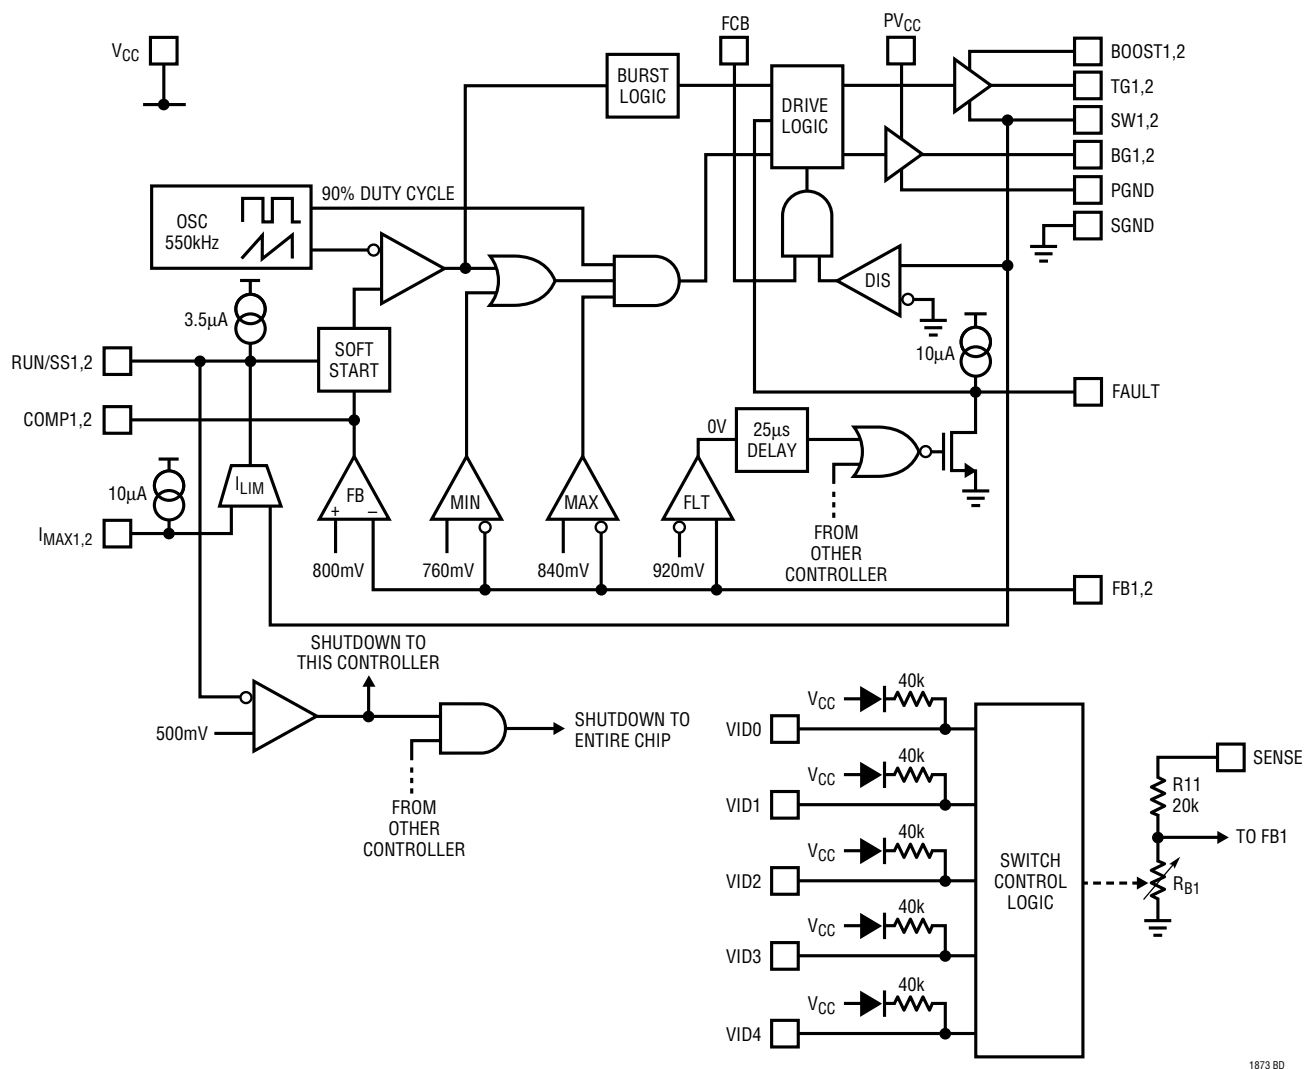 FCB
PVCC
VCC
BOOST1,2
BURST
LOGIC
TG1,2
DRIVE
LOGIC
SW1,2
BG1,2
90% DUTY CYCLE
PGND
OSC
550kHz
SGND
DIS
3.5µA
SOFT
START
10µA
RUN/SS1,2
FAULT
COMP1,2
0V
25µs
DELAY
ILIM
10µA
FB
+ –
MIN
MAX
FLT
IMAX1,2
FROM
OTHER
CONTROLLER
800mV
760mV
840mV
920mV
FB1,2
SHUTDOWN TO
THIS CONTROLLER
500mV
SHUTDOWN TO
ENTIRE CHIP
FROM
OTHER
CONTROLLER
40k
VCC
VID0
40k
VCC
VID1
40k
VCC
VID2
40k
VCC
VID3
40k
VCC
VID4
SWITCH
CONTROL
LOGIC
SENSE
R11
20k
TO FB1
RB1
1873 BD